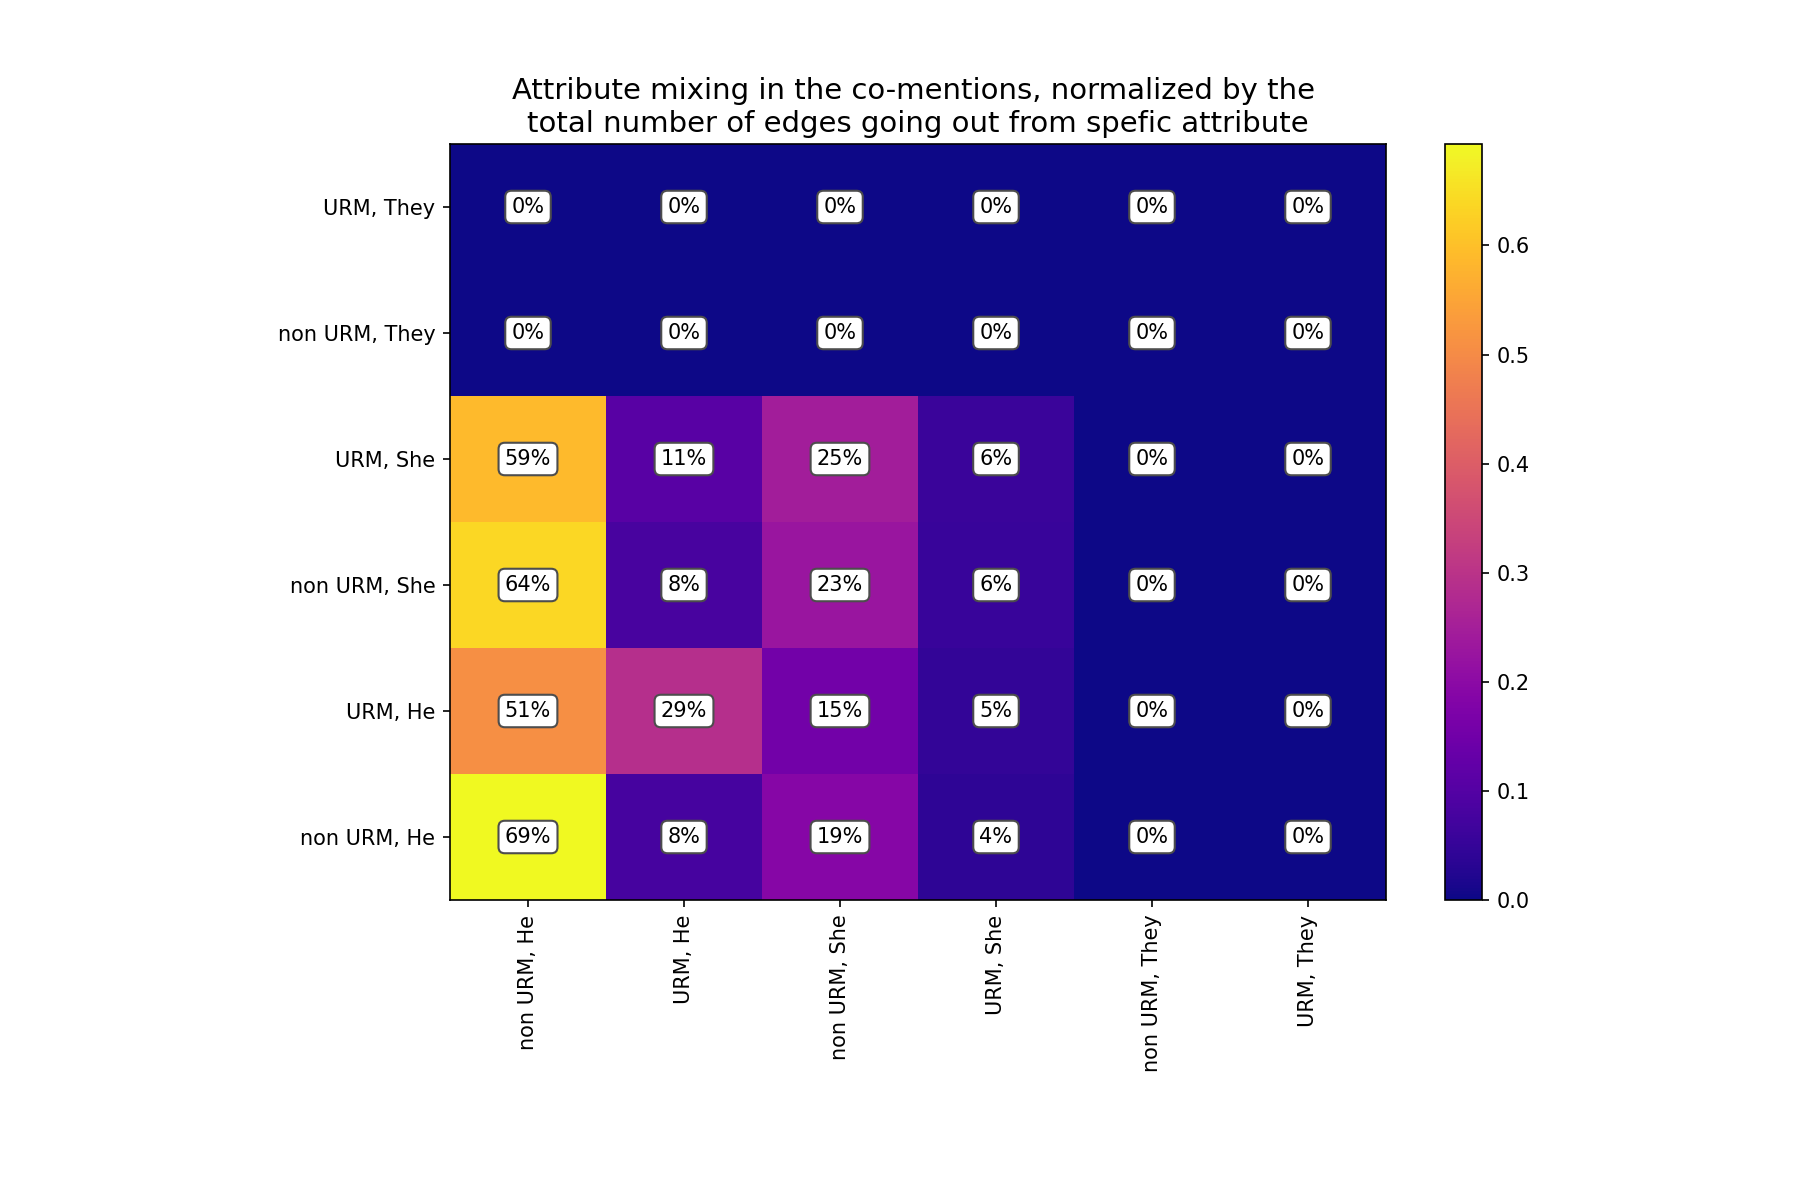 Attribute mixing in the co-mentions, normalized by the
total number of edges going out from spefic attribute
URM, They 0% 0% 0% 0% 0% 0%
non URM, They 0% 0% 0% 0% 0% 0%
URM, She 59% 11% 25% 6% 0% 0%
non URM, She 64% 8% 23% 6% 0% 0%
URM, He 51% 29% 15% 5% 0% 0%
non URM, He 69% 8% 19% 4% 0% 0%
non URM, He
URM, He
non URM, She
URM, She
non URM, They
URM, They
0.6
0.5
0.4
0.3
0.2
0.1
0.0